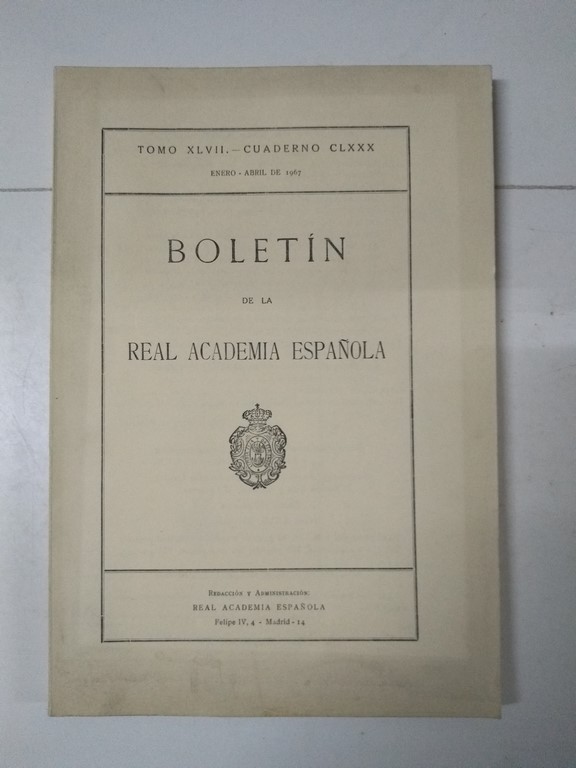 TOMO XLVII.—CUADERNO CLXXX
ENERO - ABRIL DE 1967
BOLETÍN
DE LA
REAL ACADEMIA ESPAÑOLA
REDACCIÓN Y ADMINISTRACIÓN:
REAL ACADEMIA ESPAÑOLA
Felipe IV, 4 - Madrid - 14